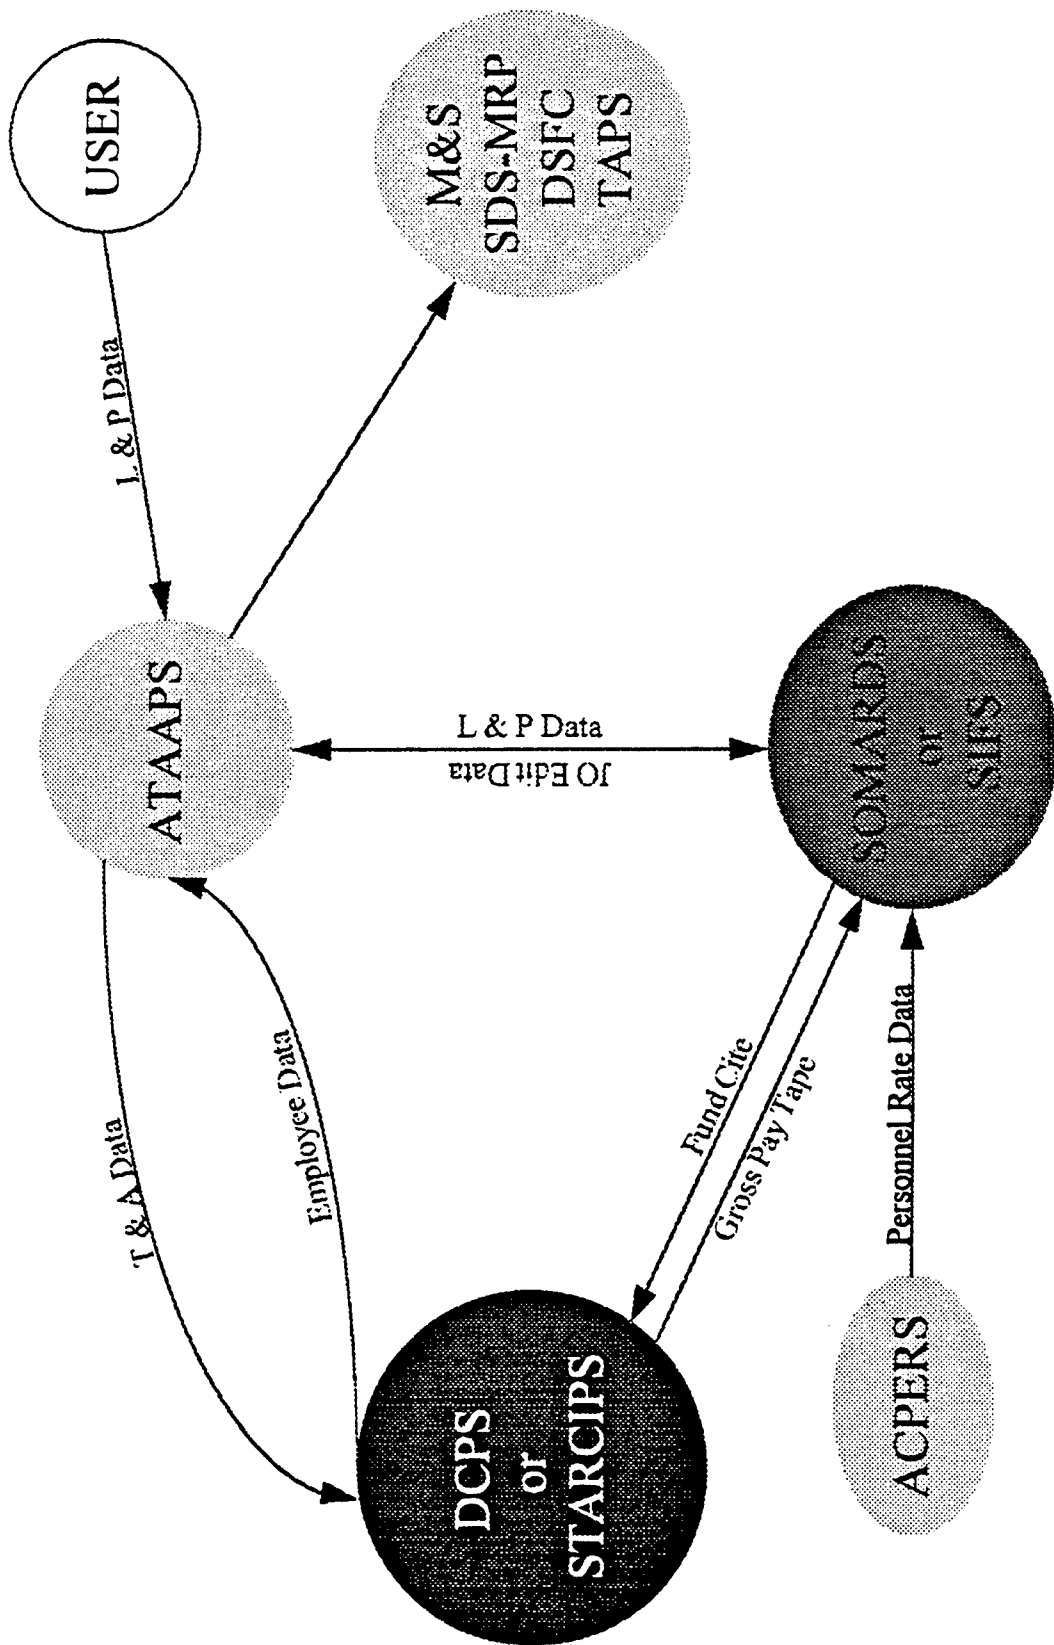 USER
M&S
SDS-MRP
DSFC
TAPS
L & P Data
ATAAPS
L & P Data
JO Edit Data
SOMARDS
or
SIFS
T & A Data
Employee Data
Fund Cite
Gross Pay Tape
Personnel Rate Data
DCPS
or
STARCIPS
ACPERS